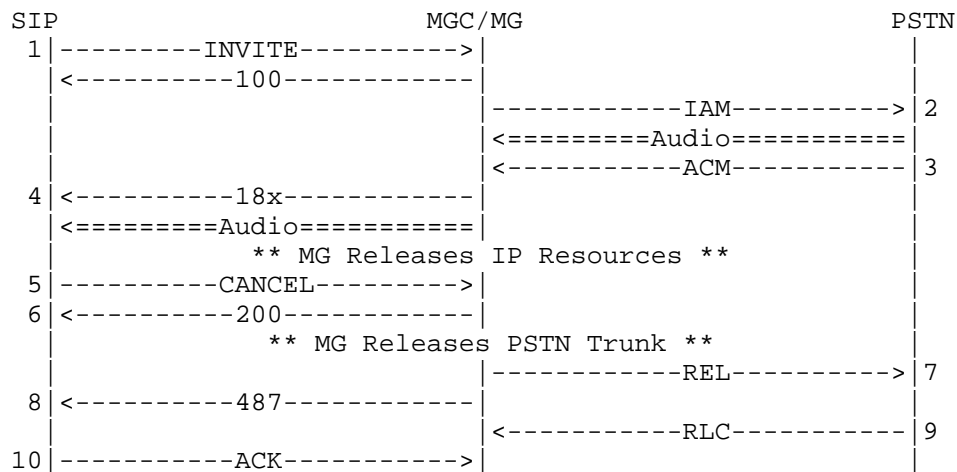 SIP                       MGC/MG                       PSTN
 1|---------INVITE---------->|                          |
  |<----------100------------|                          |
  |                          |------------IAM---------->|2
  |                          |<=========Audio===========|
  |                          |<-----------ACM-----------|3
 4|<----------18x------------|                          |
  |<=========Audio===========|                          |
  |            ** MG Releases IP Resources **           |
 5|----------CANCEL--------->|                          |
 6|<----------200------------|                          |
  |             ** MG Releases PSTN Trunk **            |
  |                          |------------REL---------->|7
 8|<----------487------------|                          |
  |                          |<-----------RLC-----------|9
10|-----------ACK----------->|                          |